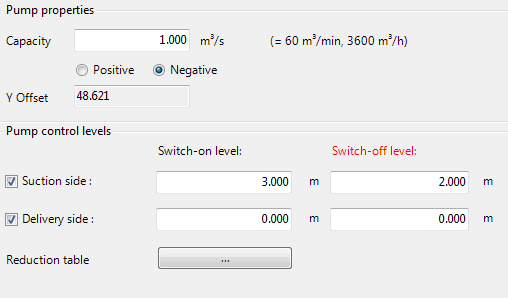 Pump properties
Capacity 1.000 m³/s (= 60 m³/min, 3600 m³/h)
Positive Negative
Y Offset 48.621
Pump control levels
Switch-on level: Switch-off level:
Suction side : 3.000 m 2.000 m
Delivery side : 0.000 m 0.000 m
Reduction table ...